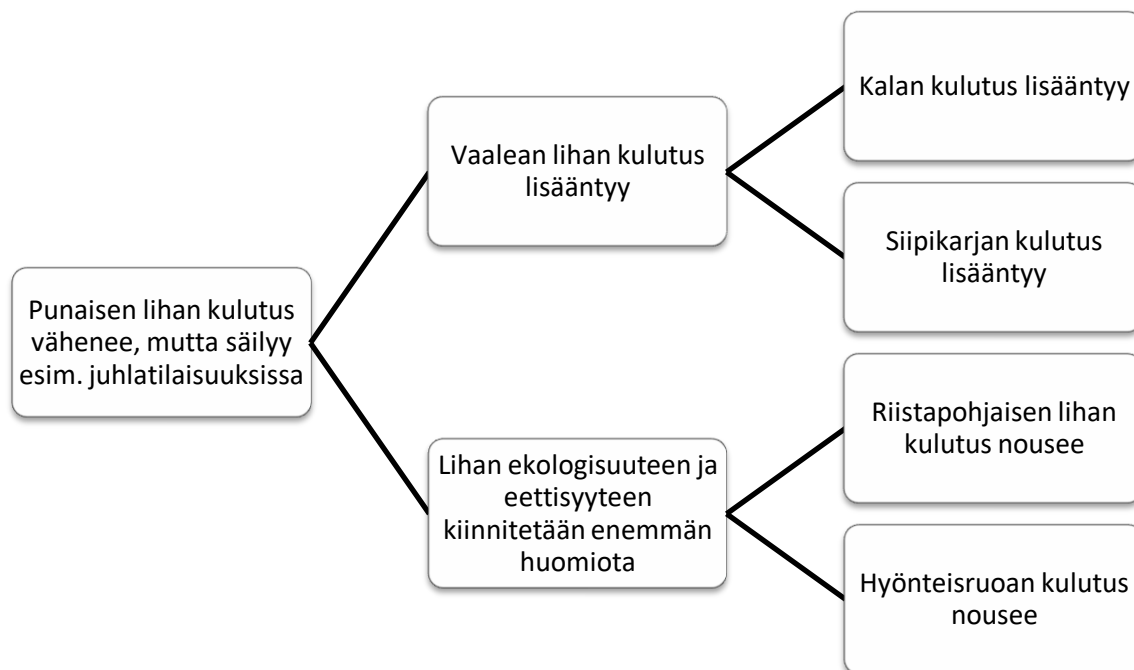 Punaisen lihan kulutus
vähenee, mutta säilyy
esim. juhlatilaisuuksissa
Vaalean lihan kulutus
lisääntyy
Kalan kulutus lisääntyy
Siipikarjan kulutus
lisääntyy
Lihan ekologisuuteen ja
eettisyyteen
kiinnitetään enemmän
huomiota
Riistapohjaisen lihan
kulutus nousee
Hyönteisruoan kulutus
nousee